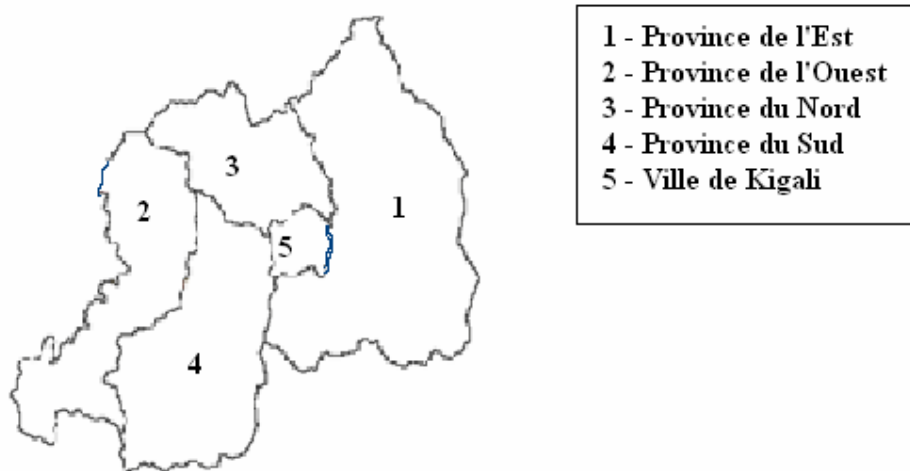 1 - Province de l'Est
2 - Province de l'Ouest
3 - Province du Nord
4 - Province du Sud
5 - Ville de Kigali
3
2
1
5
4